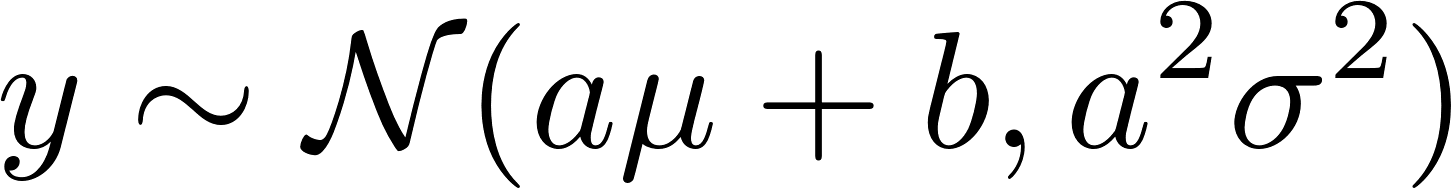 y ∼ 𝒩(aμ + b, a²σ²)